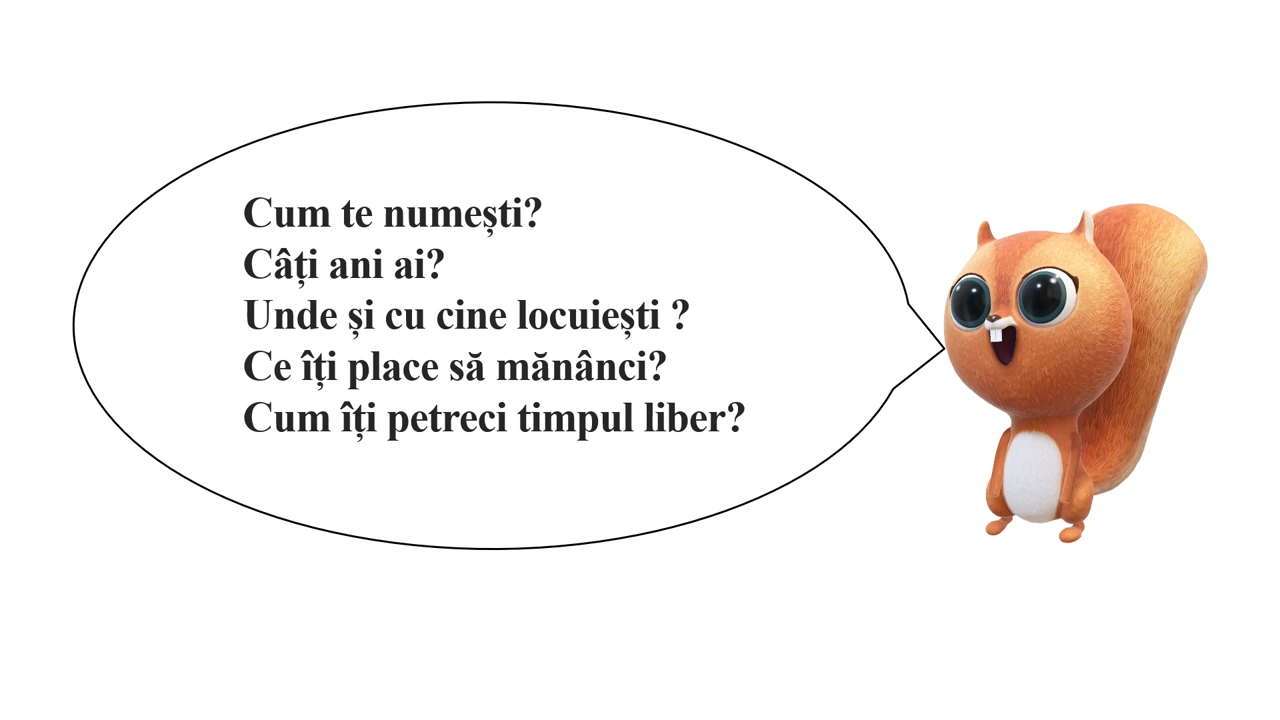 Cum te numești?
Câți ani ai?
Unde și cu cine locuiești ?
Ce îți place să mănânci?
Cum îți petreci timpul liber?